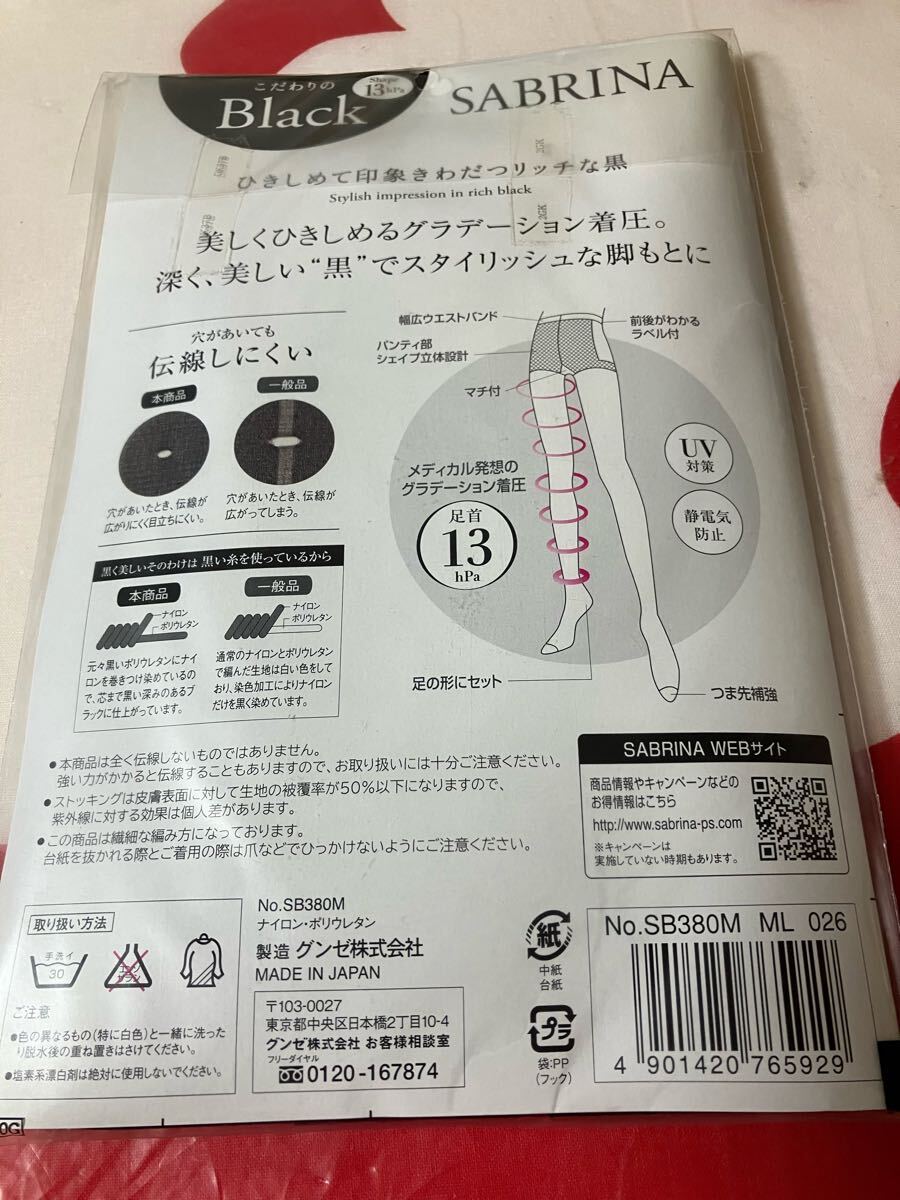 こだわりの
Black
Shape
13hPa
SABRINA
ひきしめて印象きわだつリッチな黒
Stylish impression in rich black
美しくひきしめるグラデーション着圧。
深く、美しい“黒”でスタイリッシュな脚もとに
穴があいても
伝線しにくい
本商品
一般品
穴があいたとき、伝線が
広がりにくく目立ちにくい。
穴があいたとき、伝線が
広がってしまう。
黒く美しいそのわけは 黒い糸を使っているから
本商品
ナイロン
ポリウレタン
元々黒いポリウレタンにナイ
ロンを巻きつけ染めているの
で、芯まで黒い深みのあるブ
ラックに仕上がっています。
一般品
ナイロン
ポリウレタン
通常のナイロンとポリウレタン
で編んだ生地は白い色をして
おり、染色加工によりナイロン
だけを黒く染めています。
幅広ウエストバンド
パンティ部
シェイプ立体設計
マチ付
前後がわかる
ラベル付
メディカル発想の
グラデーション着圧
足首
13
hPa
UV
対策
静電気
防止
足の形にセット
つま先補強
●本商品は全く伝線しないものではありません。
強い力がかかると伝線することもありますので、お取り扱いには十分ご注意ください。
●ストッキングは皮膚表面に対して生地の被覆率が50%以下になりますので、
紫外線に対する効果は個人差があります。
●この商品は繊細な編み方になっております。
台紙を抜かれる際とご着用の際は爪などでひっかけないようにご注意ください。
SABRINA WEBサイト
商品情報やキャンペーンなどの
お得情報はこちら
http://www.sabrina-ps.com
※キャンペーンは
実施していない時期もあります。
取り扱い方法
手洗イ
30
エンソ
サラシ
ご注意
●色の異なるもの(特に白色)と一緒に洗った
り脱水後の重ね置きはさけてください。
●塩素系漂白剤は絶対に使用しないでください。
No.SB380M
ナイロン・ポリウレタン
製造 グンゼ株式会社
MADE IN JAPAN
〒103-0027
東京都中央区日本橋2丁目10-4
グンゼ株式会社 お客様相談室
フリーダイヤル
0120-167874
紙
中紙
台紙
プラ
袋:PP
(フック)
No.SB380M ML 026
4 901420 765929